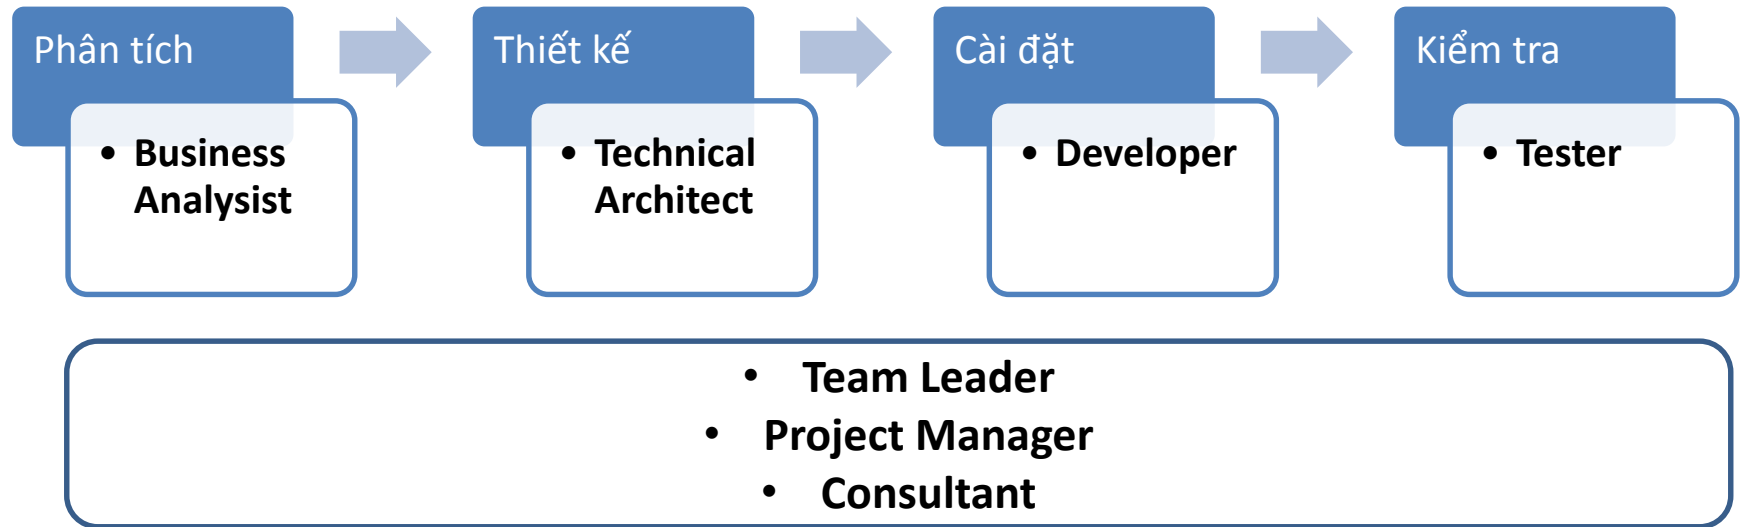 Phân tích
Thiết kế
Cài đặt
Kiểm tra
• Business
Analysist
• Technical
Architect
• Developer
• Tester
• Team Leader
• Project Manager
• Consultant